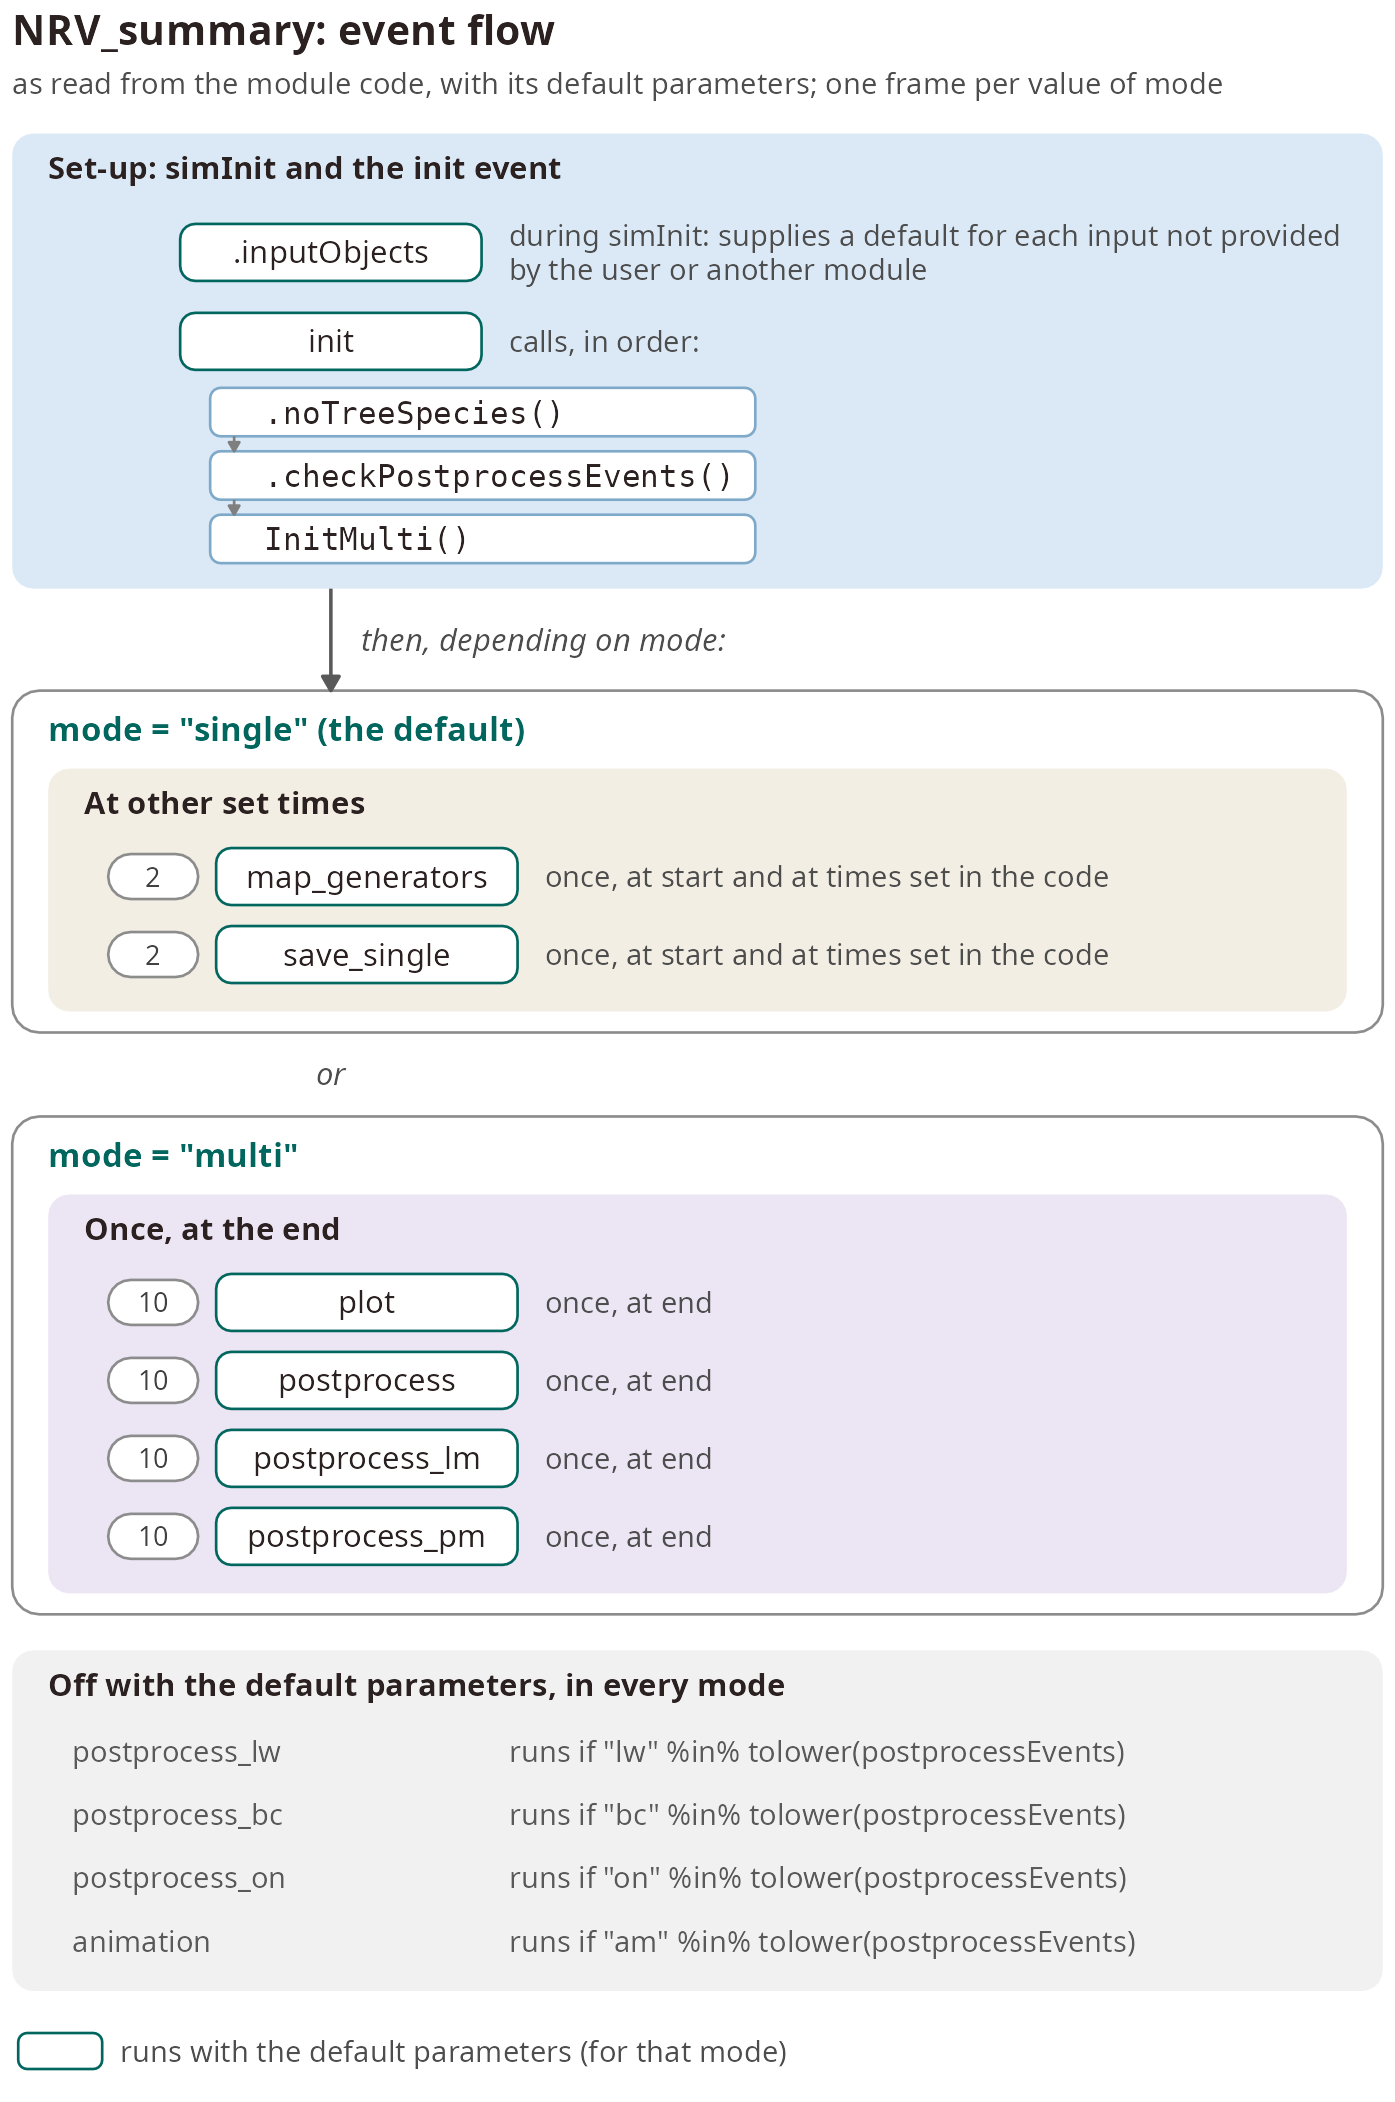 NRV_summary: event flow
as read from the module code, with its default parameters; one frame per value of mode
Set-up: simInit and the init event
.inputObjects
during simInit: supplies a default for each input not provided
by the user or another module
init
calls, in order:
.noTreeSpecies()
.checkPostprocessEvents()
InitMulti()
then, depending on mode:
mode = "single" (the default)
At other set times
2 map_generators once, at start and at times set in the code
2 save_single once, at start and at times set in the code
or
mode = "multi"
Once, at the end
10 plot once, at end
10 postprocess once, at end
10 postprocess_lm once, at end
10 postprocess_pm once, at end
Off with the default parameters, in every mode
postprocess_lw runs if "lw" %in% tolower(postprocessEvents)
postprocess_bc runs if "bc" %in% tolower(postprocessEvents)
postprocess_on runs if "on" %in% tolower(postprocessEvents)
animation runs if "am" %in% tolower(postprocessEvents)
runs with the default parameters (for that mode)